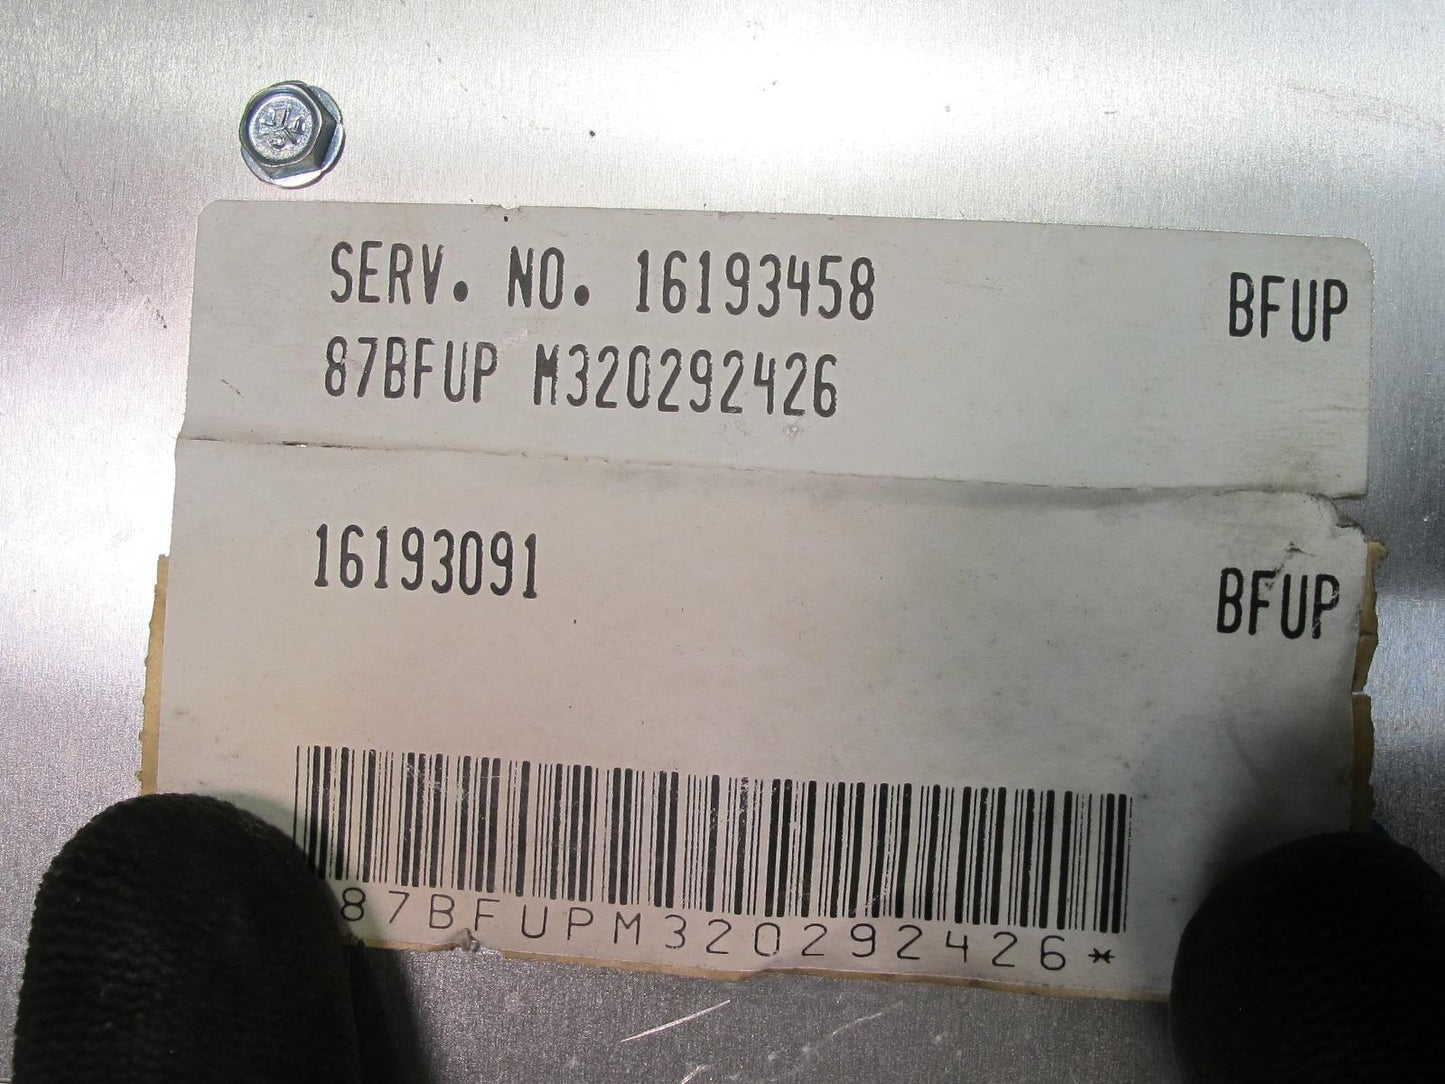 SERV. NO. 16193458 BFUP
87BFUP M320292426
16193091 BFUP
87BFUPM320292426*